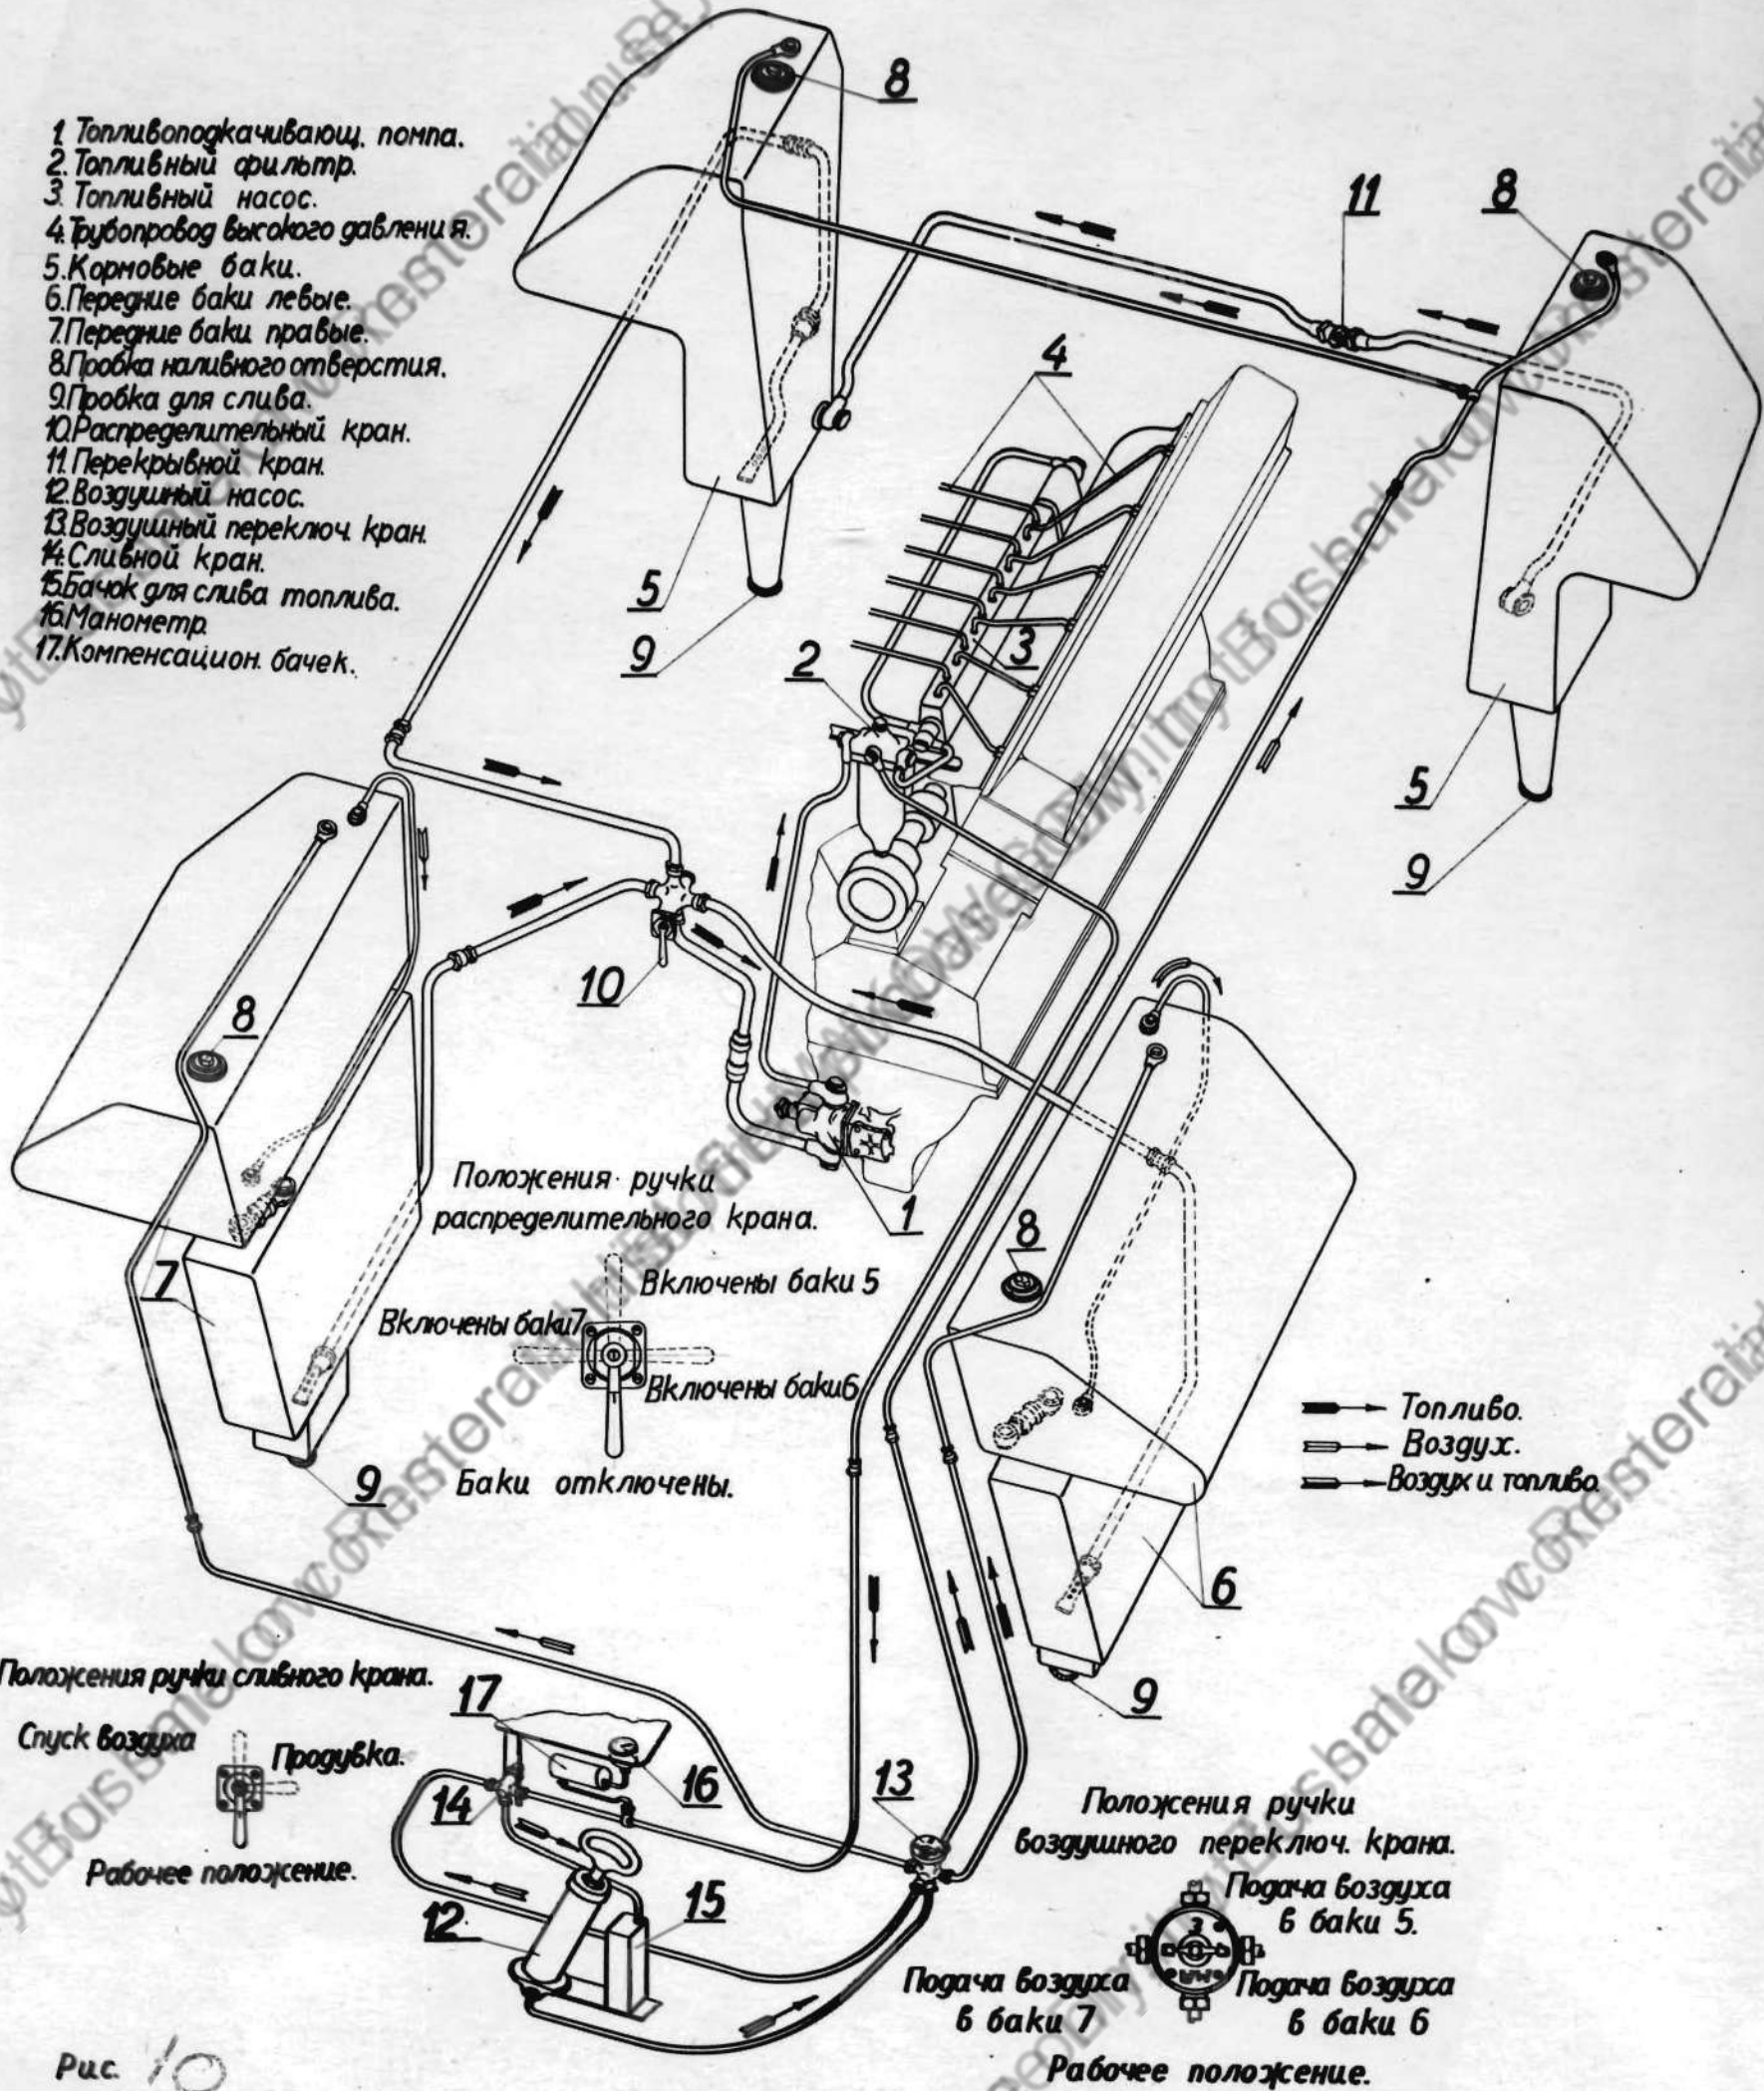 1 Топливоподкачивающ. помпа.
2. Топливный фильтр.
3. Топливный насос.
4. Трубопровод высокого давления.
5. Кормовые баки.
6. Передние баки левые.
7. Передние баки правые.
8. Пробка наливного отверстия.
9. Пробка для слива.
10. Распределительный кран.
11. Перекрывной кран.
12. Воздушный насос.
13. Воздушный переключ. кран.
14. Сливной кран.
15. Бачок для слива топлива.
16. Манометр
17. Компенсацион. бачек.
8
11
8
4
5
9
2
3
5
9
10
8
1
8
7
9
6
9
Положения ручки
распределительного крана.
Включены баки 5
Включены баки 7
Включены баки 6
Баки отключены.
Топливо.
Воздух.
Воздух и топливо.
Положения ручки сливного крана.
Спуск воздуха
Продувка.
Рабочее положение.
17
14
16
13
12
15
Положения ручки
воздушного переключ. крана.
Подача воздуха
в баки 5.
Подача воздуха
в баки 7
Подача воздуха
в баки 6
Рабочее положение.
Рис. 10